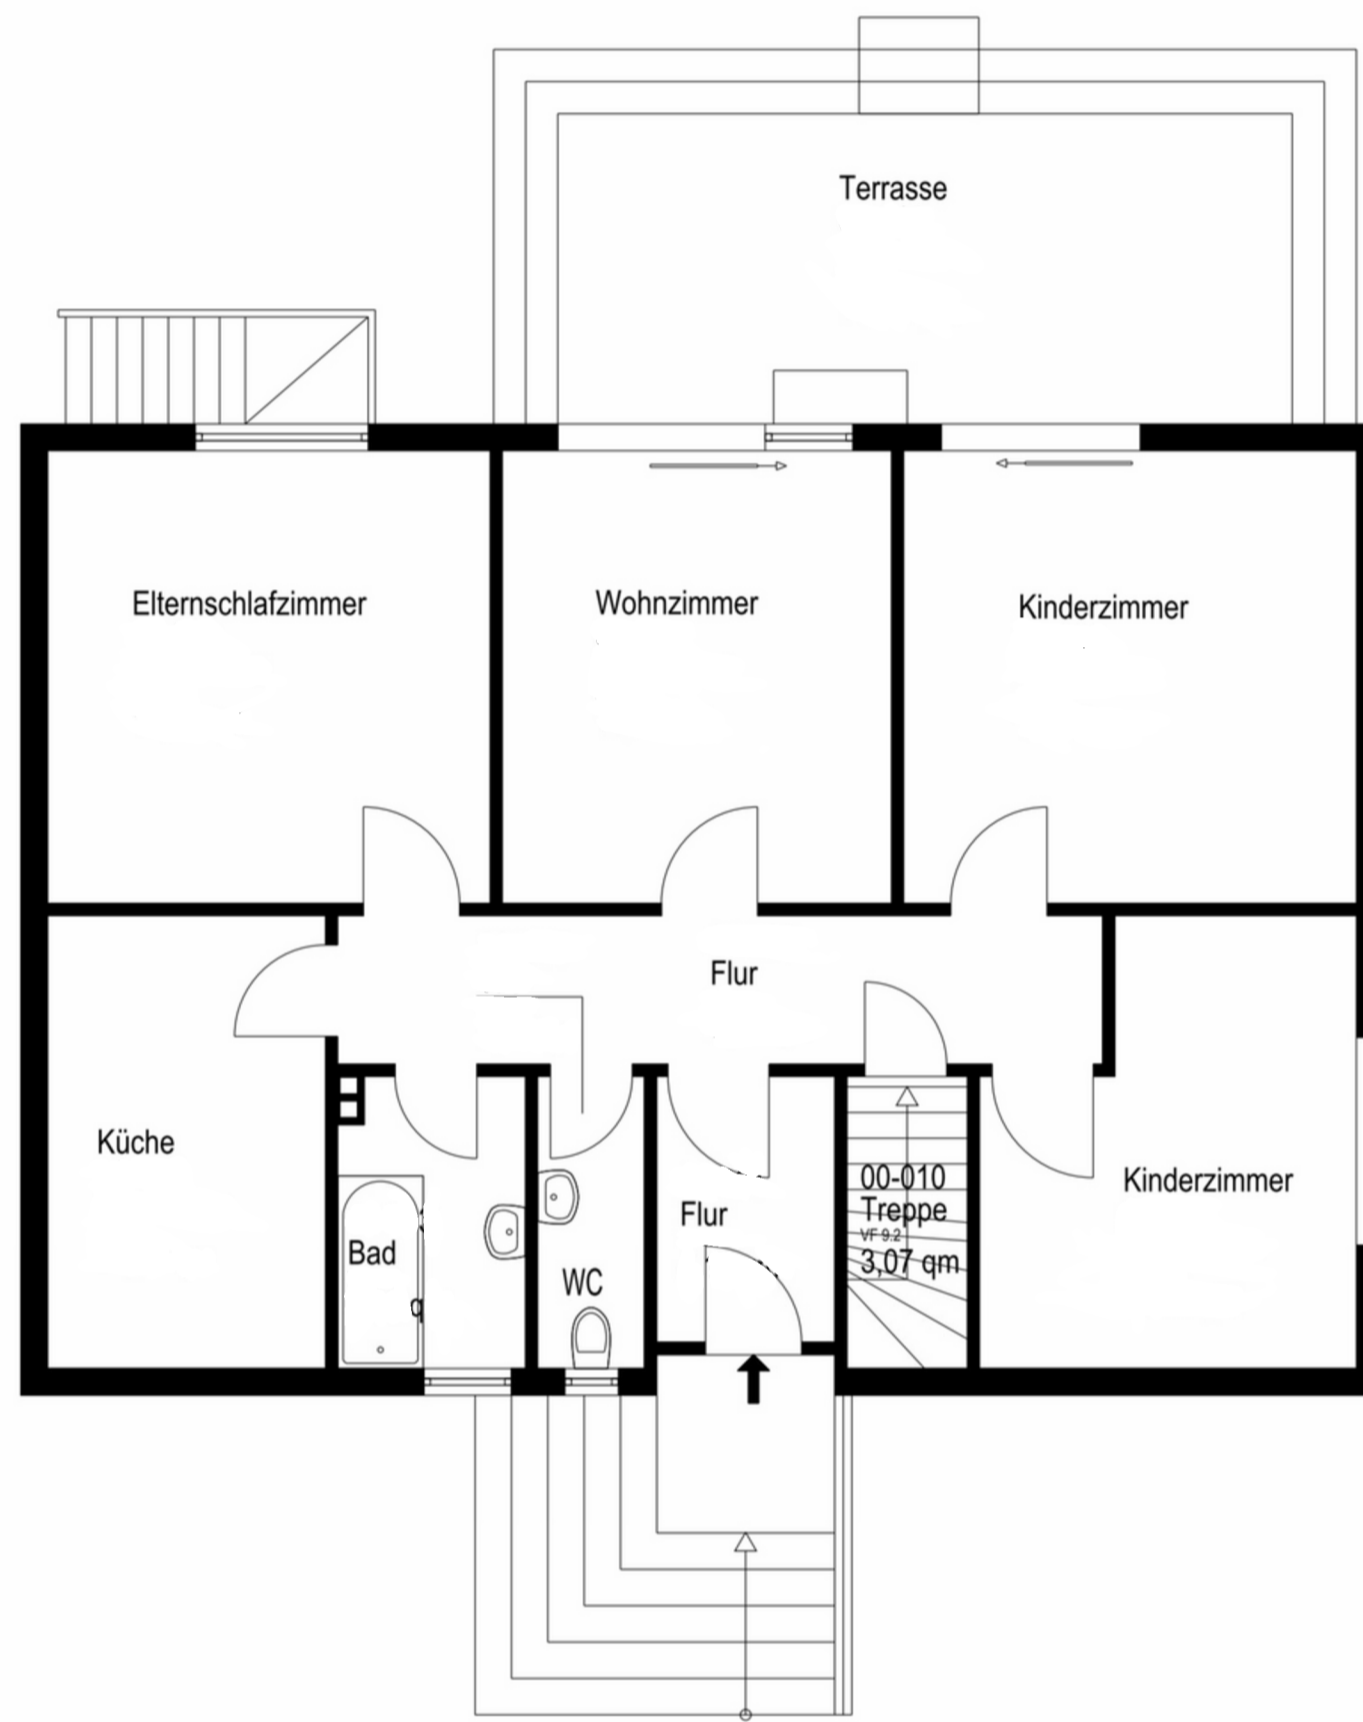 Terrasse
Elternschlafzimmer
Wohnzimmer
Kinderzimmer
Flur
Küche
Bad
q
WC
Flur
00-010
Treppe
VF 9.2
3,07 qm
Kinderzimmer